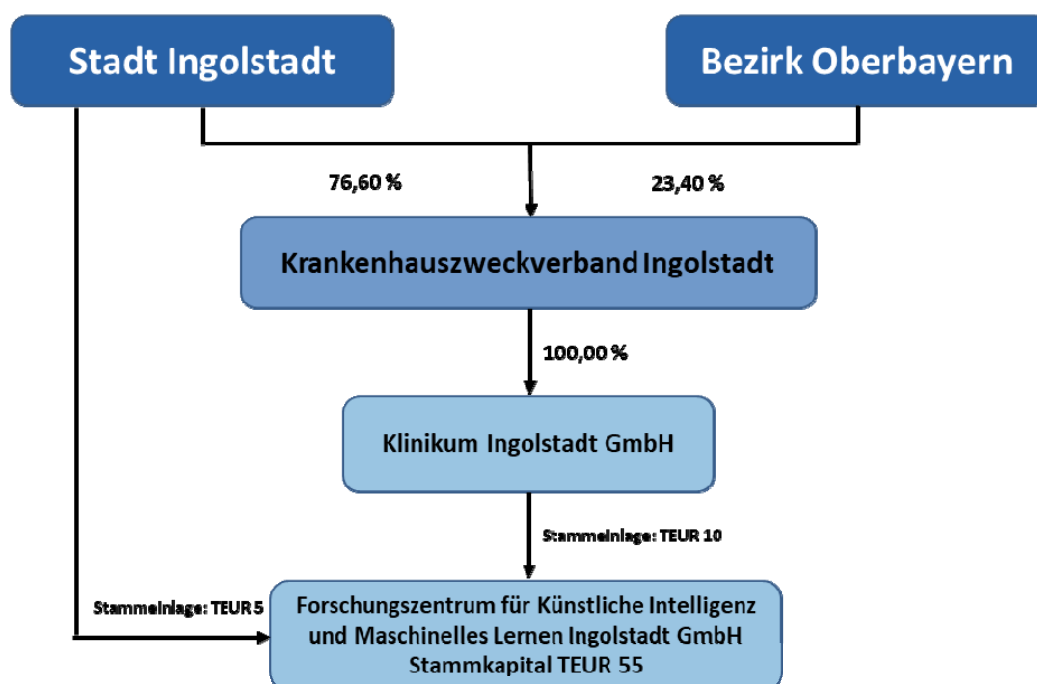 Stadt Ingolstadt
Bezirk Oberbayern
76,60 %
23,40 %
Krankenhauszweckverband Ingolstadt
100,00 %
Klinikum Ingolstadt GmbH
Stammeinlage: TEUR 10
Stammeinlage: TEUR 5
Forschungszentrum für Künstliche Intelligenz
und Maschinelles Lernen Ingolstadt GmbH
Stammkapital TEUR 55